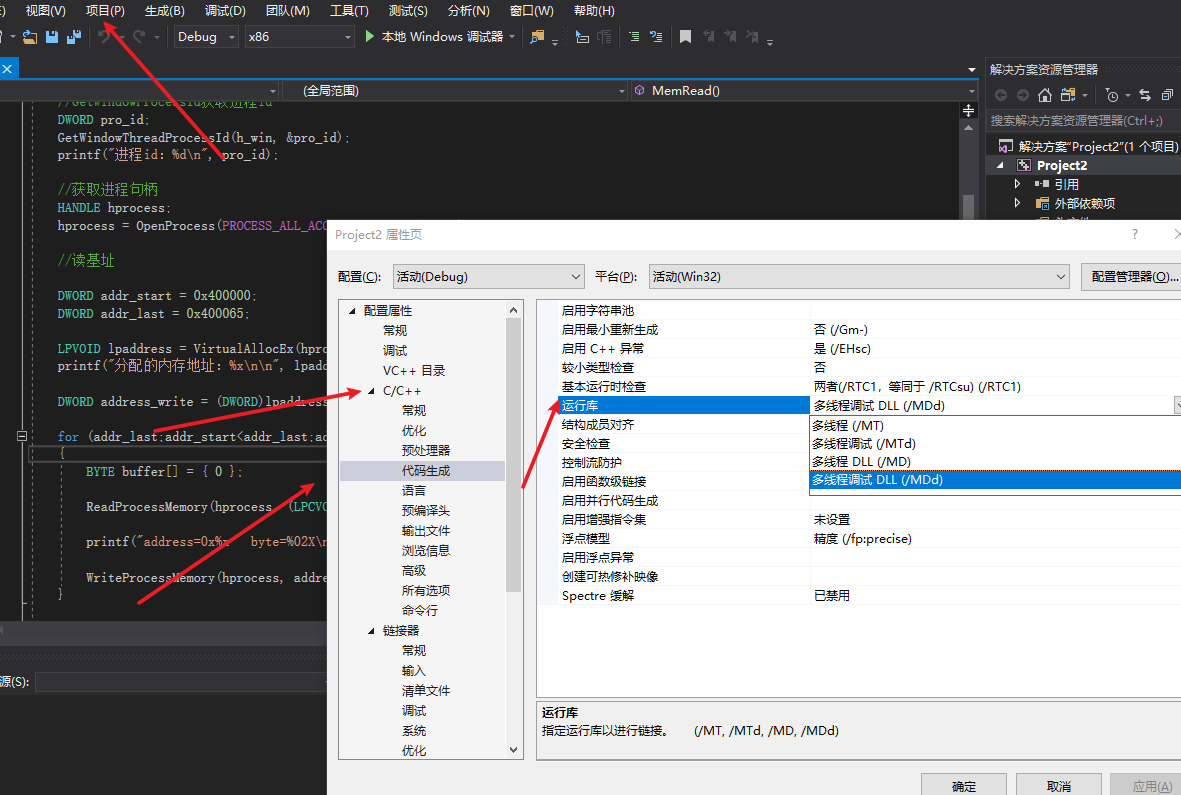 视图(V) 项目(P) 生成(B) 调试(D) 团队(M) 工具(T) 测试(S) 分析(N) 窗口(W) 帮助(H)
Debug x86 本地 Windows 调试器
(全局范围) MemRead()
解决方案资源管理器
搜索解决方案资源管理器(Ctrl+;)
解决方案"Project2"(1 个项目)
Project2
引用
外部依赖项
//GetWindowProcessId获取进程id
DWORD pro_id;
GetWindowThreadProcessId(h_win, &pro_id);
printf("进程id: %d\n", pro_id);
//获取进程句柄
HANDLE hprocess;
hprocess = OpenProcess(PROCESS_ALL_ACC
//读基址
DWORD addr_start = 0x400000;
DWORD addr_last = 0x400065;
LPVOID lpaddress = VirtualAllocEx(hproc
printf("分配的内存地址: %x\n\n", lpadd
DWORD address_write = (DWORD)lpaddress
for (addr_last;addr_start<addr_last;ad
{
BYTE buffer[] = { 0 };
ReadProcessMemory(hprocess, (LPCVO
printf("address=0x%x byte=%02X\n
WriteProcessMemory(hprocess, addre
}
源(S):
Project2 属性页 ?
配置(C): 活动(Debug) 平台(P): 活动(Win32) 配置管理器(O)...
配置属性
常规
调试
VC++ 目录
C/C++
常规
优化
预处理器
代码生成
语言
预编译头
输出文件
浏览信息
高级
所有选项
命令行
链接器
常规
输入
清单文件
调试
系统
优化
启用字符串池
启用最小重新生成 否 (/Gm-)
启用 C++ 异常 是 (/EHsc)
较小类型检查 否
基本运行时检查 两者(/RTC1，等同于 /RTCsu) (/RTC1)
运行库 多线程调试 DLL (/MDd)
结构成员对齐
安全检查
控制流防护
启用函数级链接
启用并行代码生成
启用增强指令集 未设置
浮点模型 精度 (/fp:precise)
启用浮点异常
创建可热修补映像
Spectre 缓解 已禁用
多线程 (/MT)
多线程调试 (/MTd)
多线程 DLL (/MD)
多线程调试 DLL (/MDd)
运行库
指定运行库以进行链接。 (/MT, /MTd, /MD, /MDd)
确定 取消 应用(A)